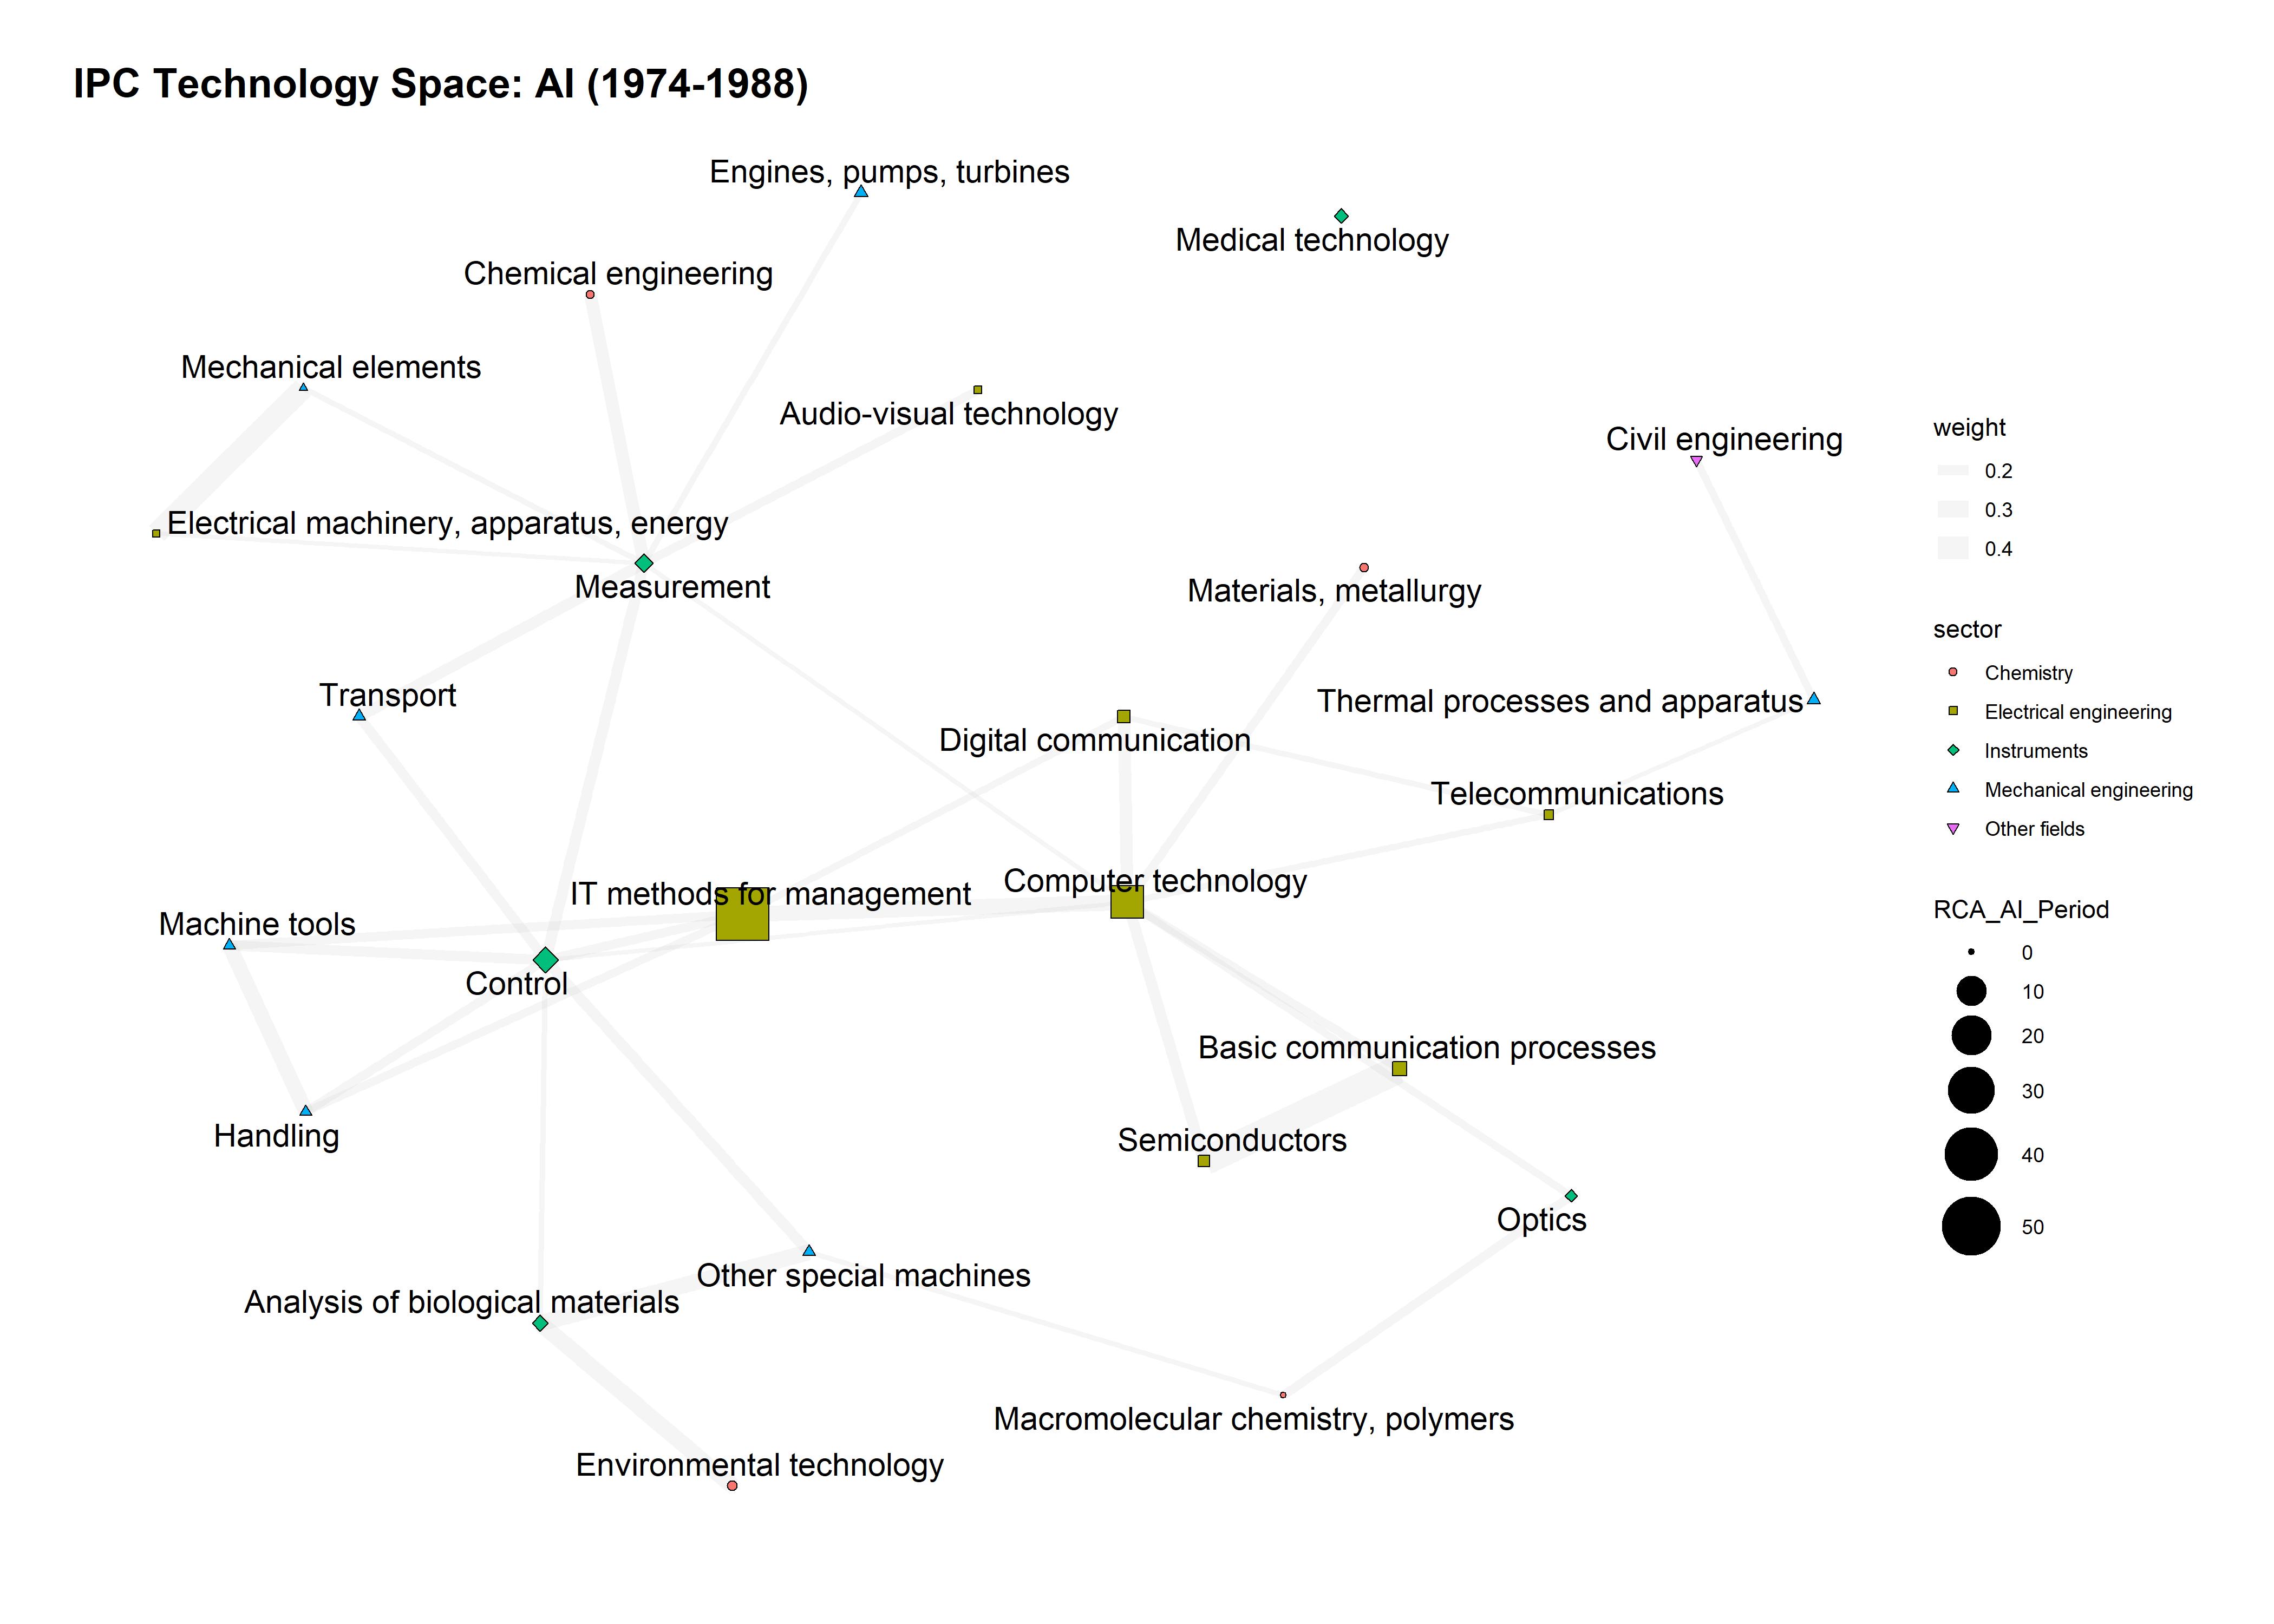 IPC Technology Space: AI (1974-1988)
Engines, pumps, turbines
Medical technology
Chemical engineering
Mechanical elements
Audio-visual technology
Civil engineering
Electrical machinery, apparatus, energy
Measurement
Materials, metallurgy
Transport
Thermal processes and apparatus
Digital communication
Telecommunications
Computer technology
IT methods for management
Machine tools
Control
Basic communication processes
Handling
Semiconductors
Optics
Other special machines
Analysis of biological materials
Macromolecular chemistry, polymers
Environmental technology
weight
0.2
0.3
0.4
sector
Chemistry
Electrical engineering
Instruments
Mechanical engineering
Other fields
RCA_AI_Period
0
10
20
30
40
50